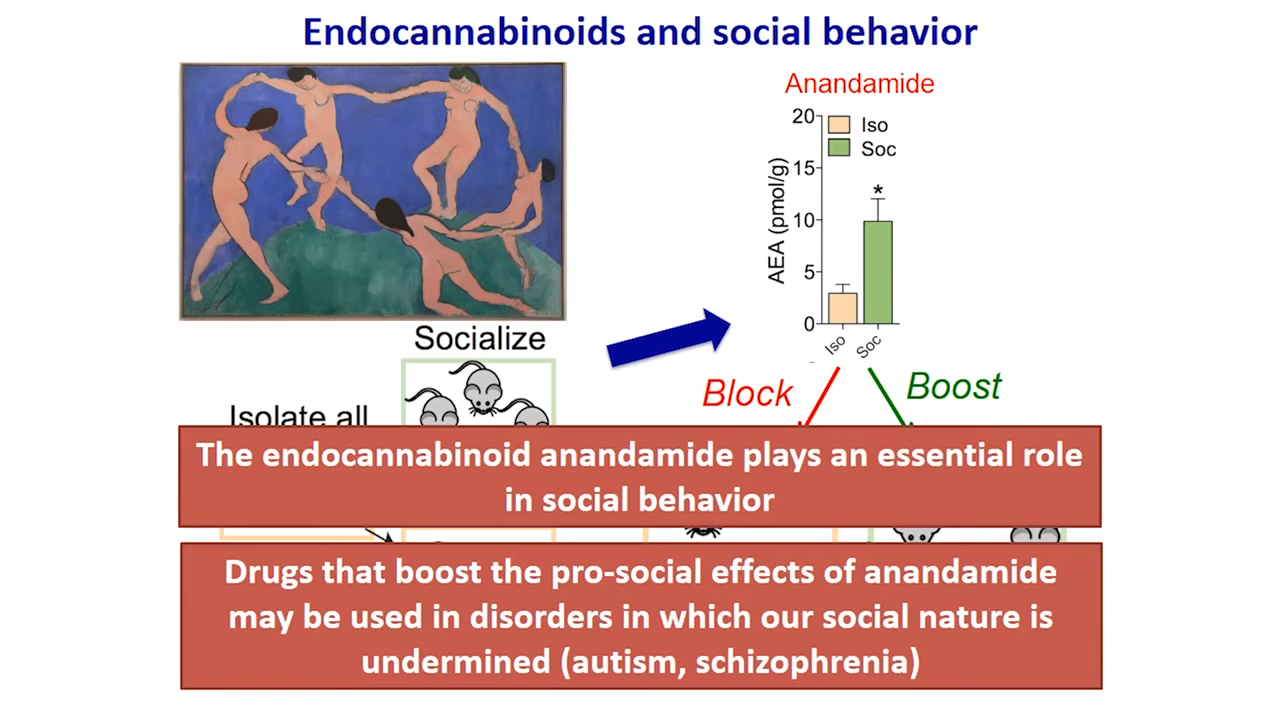 Endocannabinoids and social behavior
Anandamide
20
15
10
5
0
AEA (pmol/g)
Iso
Soc
*
Iso
Soc
Socialize
Isolate all
Block
Boost
The endocannabinoid anandamide plays an essential role
in social behavior
Drugs that boost the pro-social effects of anandamide
may be used in disorders in which our social nature is
undermined (autism, schizophrenia)